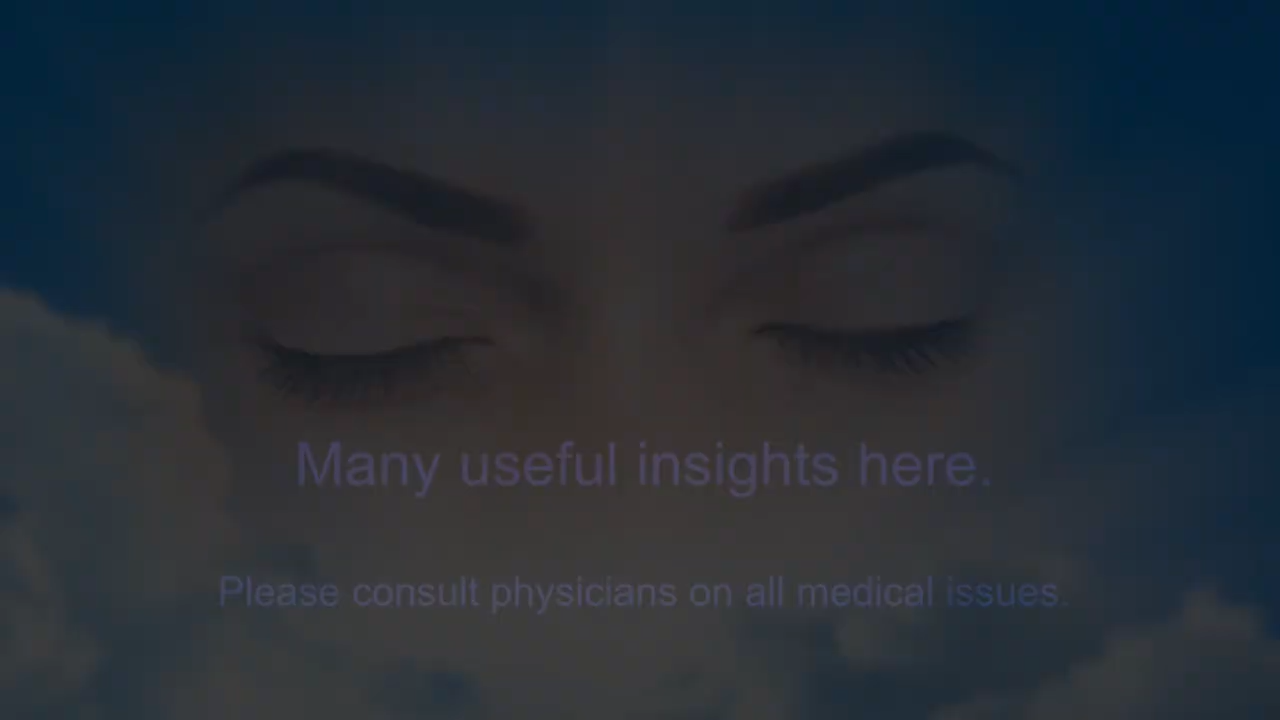 Many useful insights here.
Please consult physicians on all medical issues.